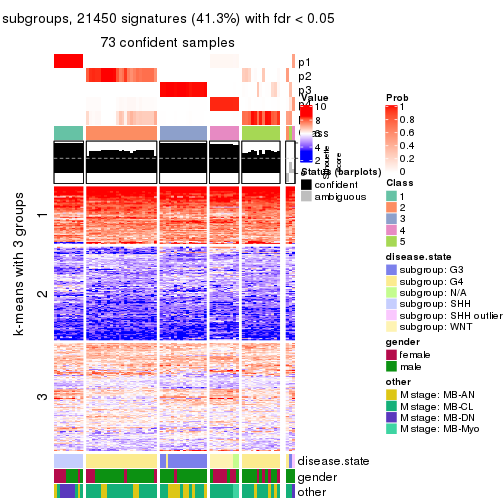 subgroups, 21450 signatures (41.3%) with fdr < 0.05
73 confident samples
p1
p2
p3
Value
10
8
6
4
2
Silhouette
score
Status (barplots)
confident
ambiguous
Prob
1
0.8
0.6
0.4
0.2
0
Class
1
2
3
4
5
disease.state
subgroup: G3
subgroup: G4
subgroup: N/A
subgroup: SHH
subgroup: SHH outlier
subgroup: WNT
gender
female
male
other
M stage: MB-AN
M stage: MB-CL
M stage: MB-DN
M stage: MB-Myo
k-means with 3 groups
1
2
3
disease.state
gender
other